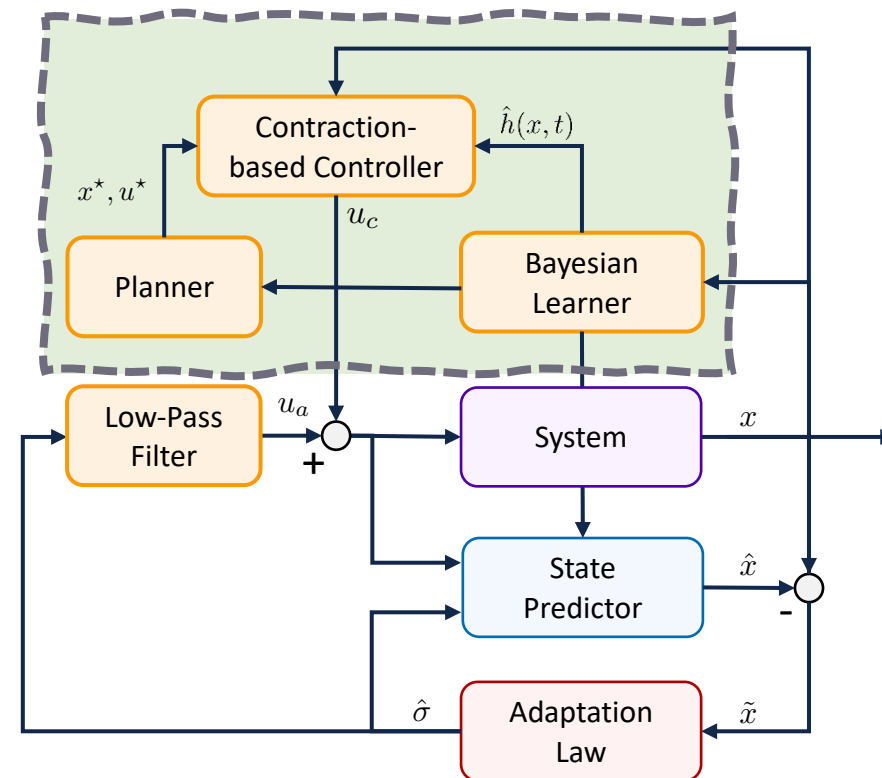 Contraction-
based Controller
ĥ(x, t)
x⋆, u⋆
u_c
Planner
Bayesian
Learner
Low-Pass
Filter
u_a
+
System
x
State
Predictor
x̂
-
σ̂
Adaptation
Law
x̃